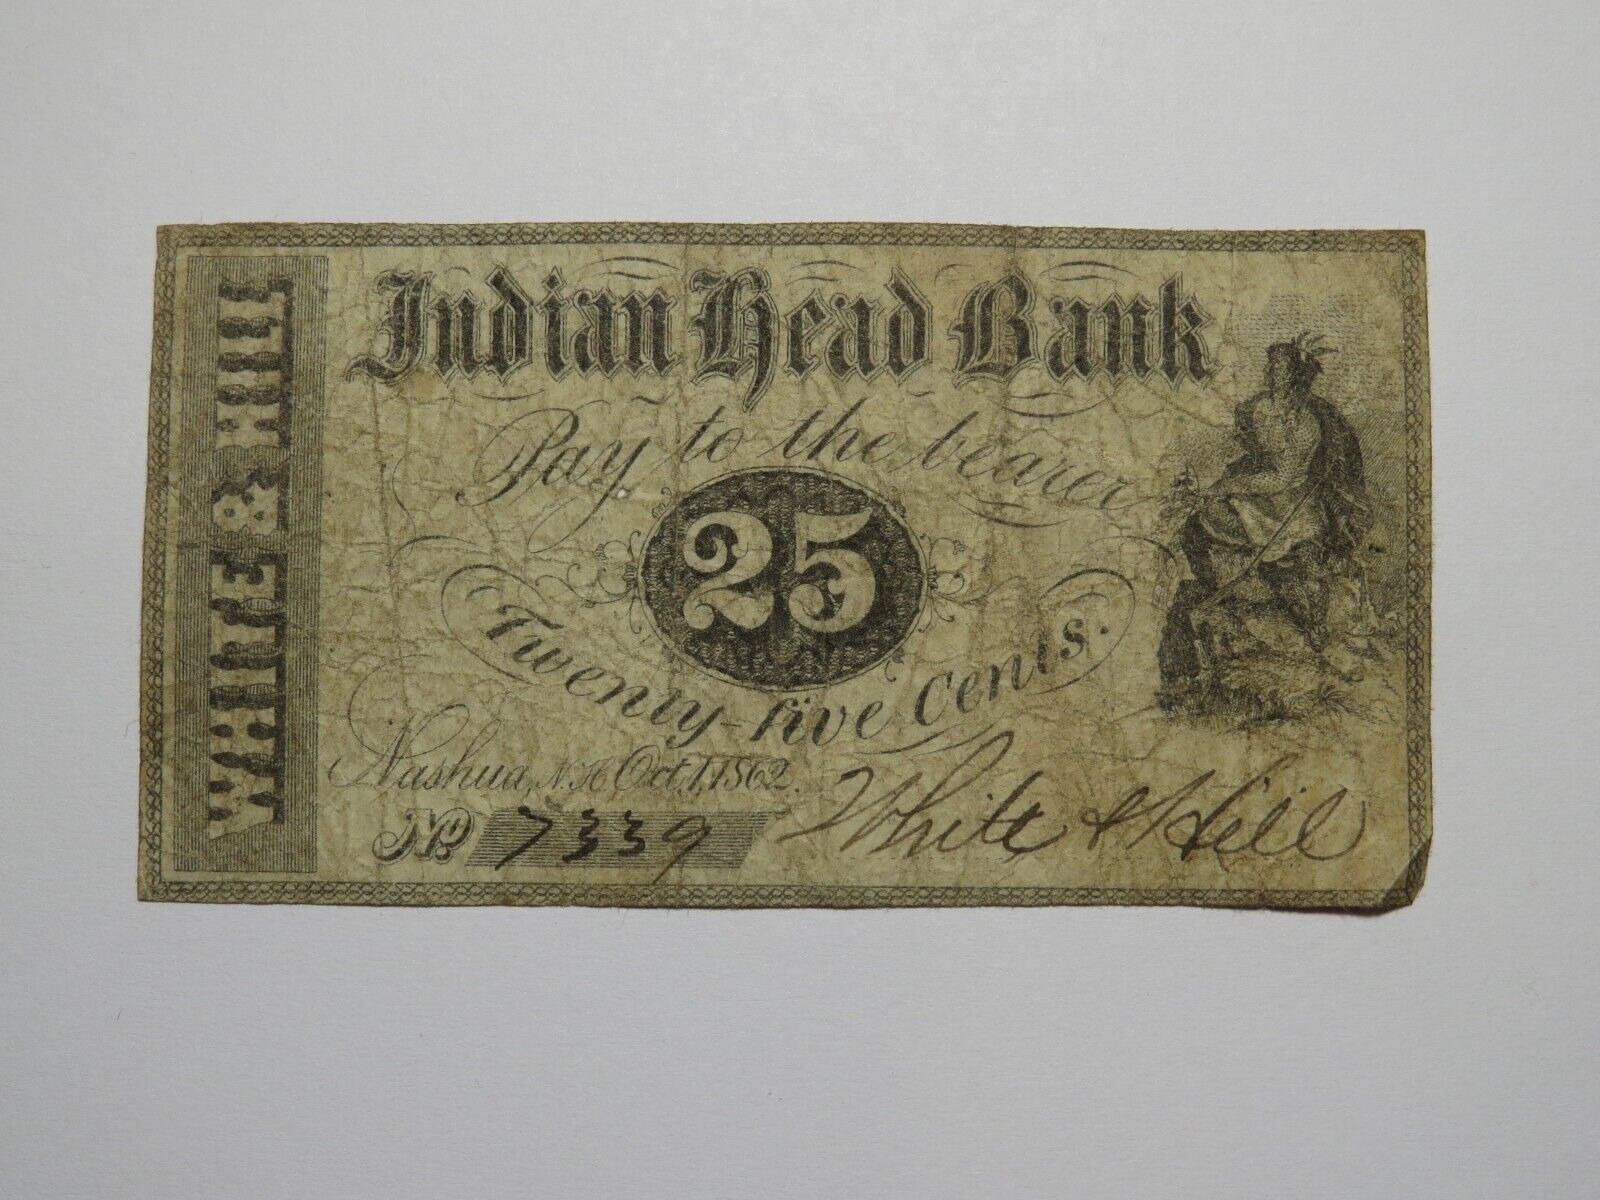 WHITE & HILL
Indian Head Bank
Pay to the bearer
25
Twenty-five Cents.
Nashua, N.H. Oct. 1, 1862.
No 7339
White & Hill